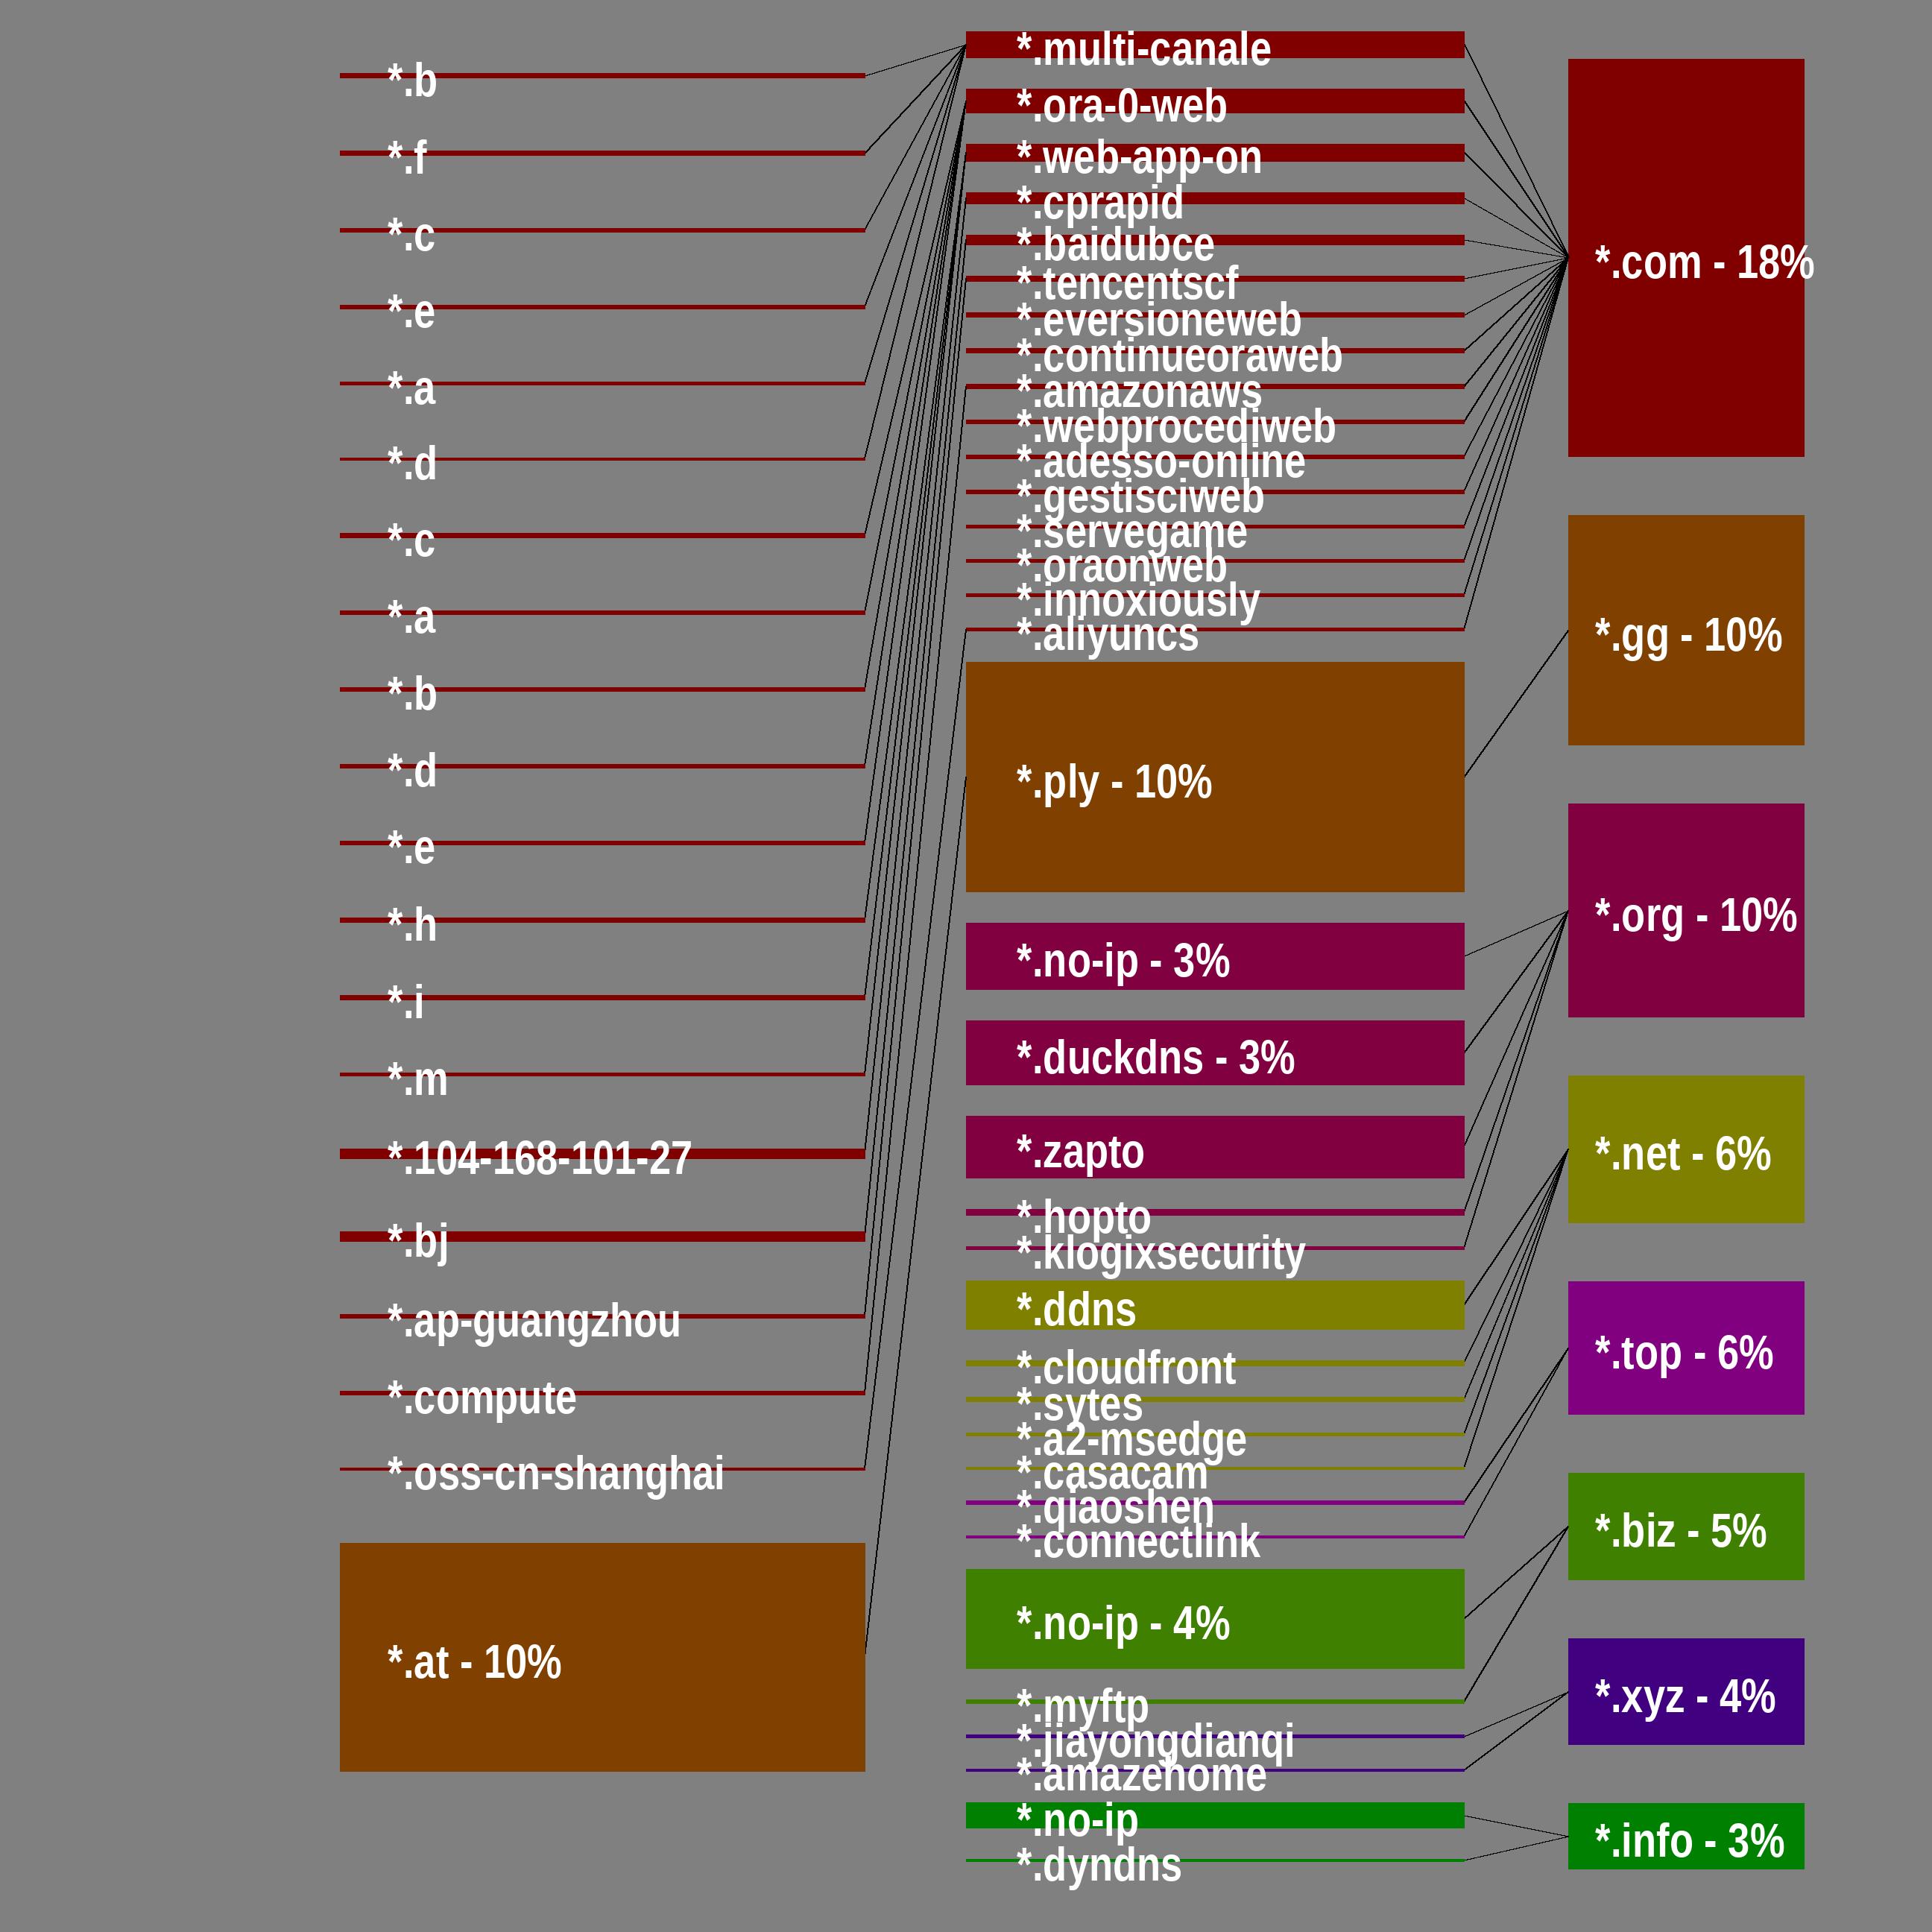 *.b
*.f
*.c
*.e
*.a
*.d
*.c
*.a
*.b
*.d
*.e
*.h
*.i
*.m
*.104-168-101-27
*.bj
*.ap-guangzhou
*.compute
*.oss-cn-shanghai
*.at - 10%
*.multi-canale
*.ora-0-web
*.web-app-on
*.cprapid
*.baidubce
*.tencentscf
*.eversioneweb
*.continueoraweb
*.amazonaws
*.webprocediweb
*.adesso-online
*.gestisciweb
*.servegame
*.oraonweb
*.innoxiously
*.aliyuncs
*.ply - 10%
*.no-ip - 3%
*.duckdns - 3%
*.zapto
*.hopto
*.klogixsecurity
*.ddns
*.cloudfront
*.sytes
*.a2-msedge
*.casacam
*.qiaoshen
*.connectlink
*.no-ip - 4%
*.myftp
*.jiayongdianqi
*.amazehome
*.no-ip
*.dyndns
*.com - 18%
*.gg - 10%
*.org - 10%
*.net - 6%
*.top - 6%
*.biz - 5%
*.xyz - 4%
*.info - 3%